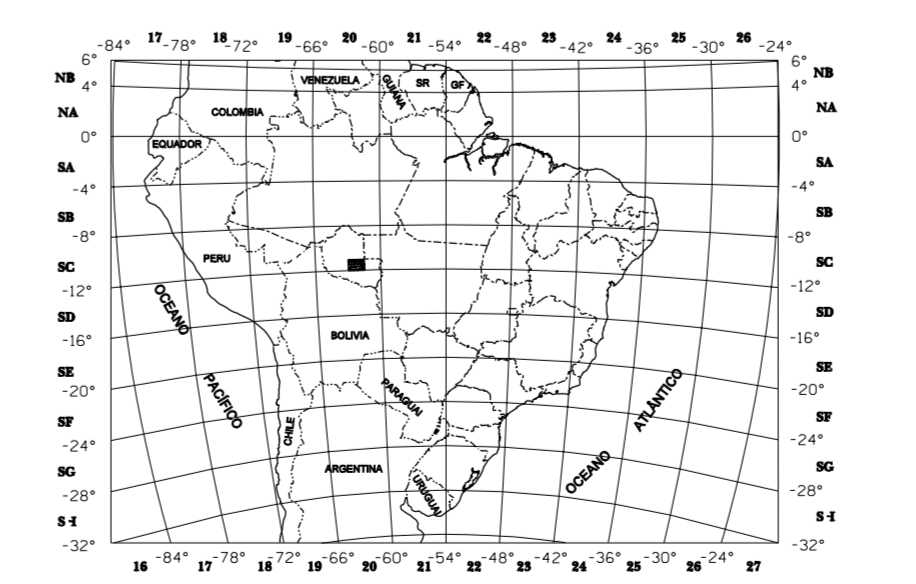 17 18 19 20 21 22 23 24 25 26
-84° -78° -72° -66° -60° -54° -48° -42° -36° -30° -24°
6° 6°
NB VENEZUELA SR GF NB
4° 4°
GUIANA
NA COLOMBIA NA
0° 0°
EQUADOR
SA SA
-4° -4°
SB SB
-8° -8°
PERU
SC SC
-12° -12°
OCEANO
SD SD
BOLIVIA
-16° -16°
SE SE
PARAGUAI
-20° -20°
PACÍFICO ATLÂNTICO
SF SF
CHILE
-24° -24°
SG ARGENTINA OCEANO SG
-28° -28°
URUGUAI
S-I S-I
-32° -32°
-84° -78° -72° -66° -60° -54° -48° -42° -36° -30° -24°
16 17 18 19 20 21 22 23 24 25 26 27